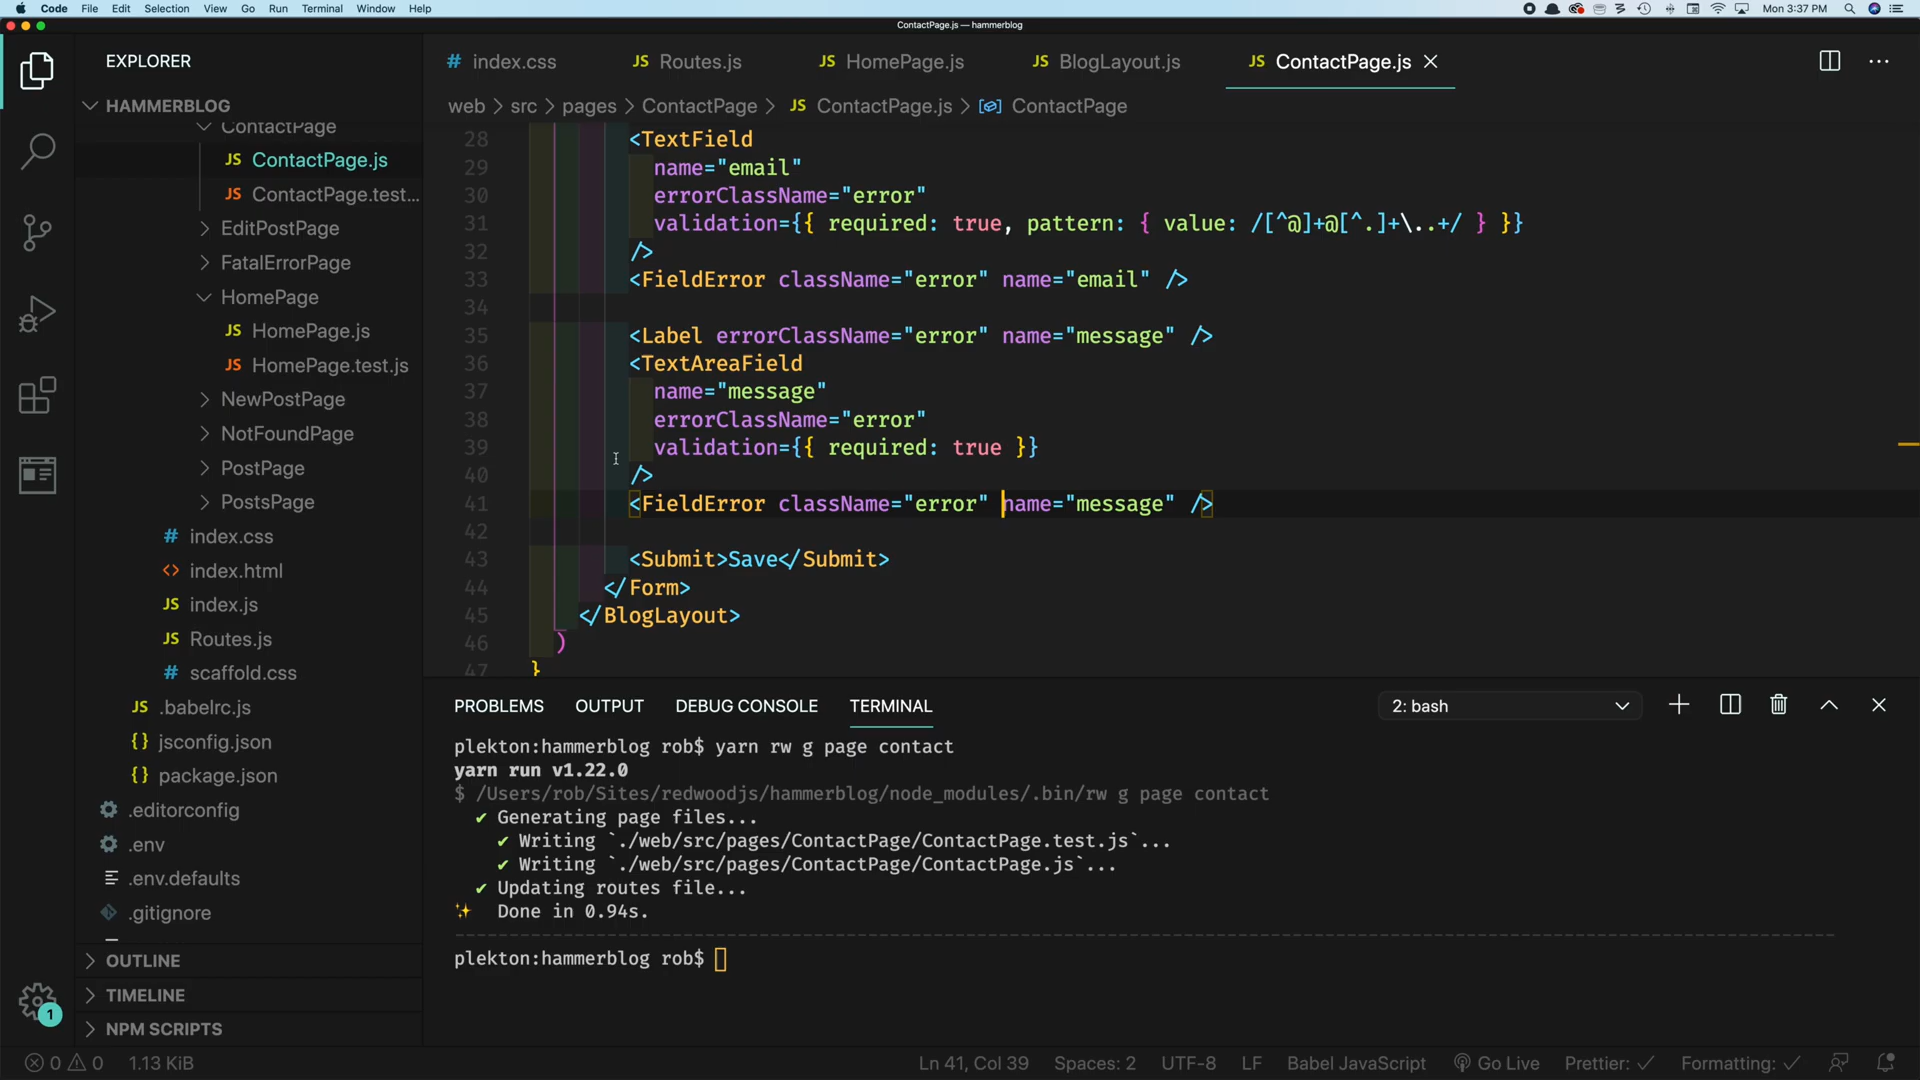 Code File Edit Selection View Go Run Terminal Window Help Mon 3:37 PM
ContactPage.js — hammerblog
EXPLORER
HAMMERBLOG
ContactPage
JS ContactPage.js
JS ContactPage.test...
EditPostPage
FatalErrorPage
HomePage
JS HomePage.js
JS HomePage.test.js
NewPostPage
NotFoundPage
PostPage
PostsPage
# index.css
<> index.html
JS index.js
JS Routes.js
# scaffold.css
JS .babelrc.js
{} jsconfig.json
{} package.json
.editorconfig
.env
.env.defaults
.gitignore
OUTLINE
TIMELINE
NPM SCRIPTS
1
# index.css JS Routes.js JS HomePage.js JS BlogLayout.js JS ContactPage.js
web > src > pages > ContactPage > JS ContactPage.js > ContactPage
28 <TextField
29 name="email"
30 errorClassName="error"
31 validation={{ required: true, pattern: { value: /[^@]+@[^.]+\..+/ } }}
32 />
33 <FieldError className="error" name="email" />
34
35 <Label errorClassName="error" name="message" />
36 <TextAreaField
37 name="message"
38 errorClassName="error"
39 validation={{ required: true }}
40 />
41 <FieldError className="error" name="message" />
42
43 <Submit>Save</Submit>
44 </Form>
45 </BlogLayout>
46 )
47 }
PROBLEMS OUTPUT DEBUG CONSOLE TERMINAL 2: bash
plekton:hammerblog rob$ yarn rw g page contact
yarn run v1.22.0
$ /Users/rob/Sites/redwoodjs/hammerblog/node_modules/.bin/rw g page contact
✔ Generating page files...
✔ Writing `./web/src/pages/ContactPage/ContactPage.test.js`...
✔ Writing `./web/src/pages/ContactPage/ContactPage.js`...
✔ Updating routes file...
✨ Done in 0.94s.
plekton:hammerblog rob$
0 0 1.13 KiB Ln 41, Col 39 Spaces: 2 UTF-8 LF Babel JavaScript Go Live Prettier: ✓ Formatting: ✓